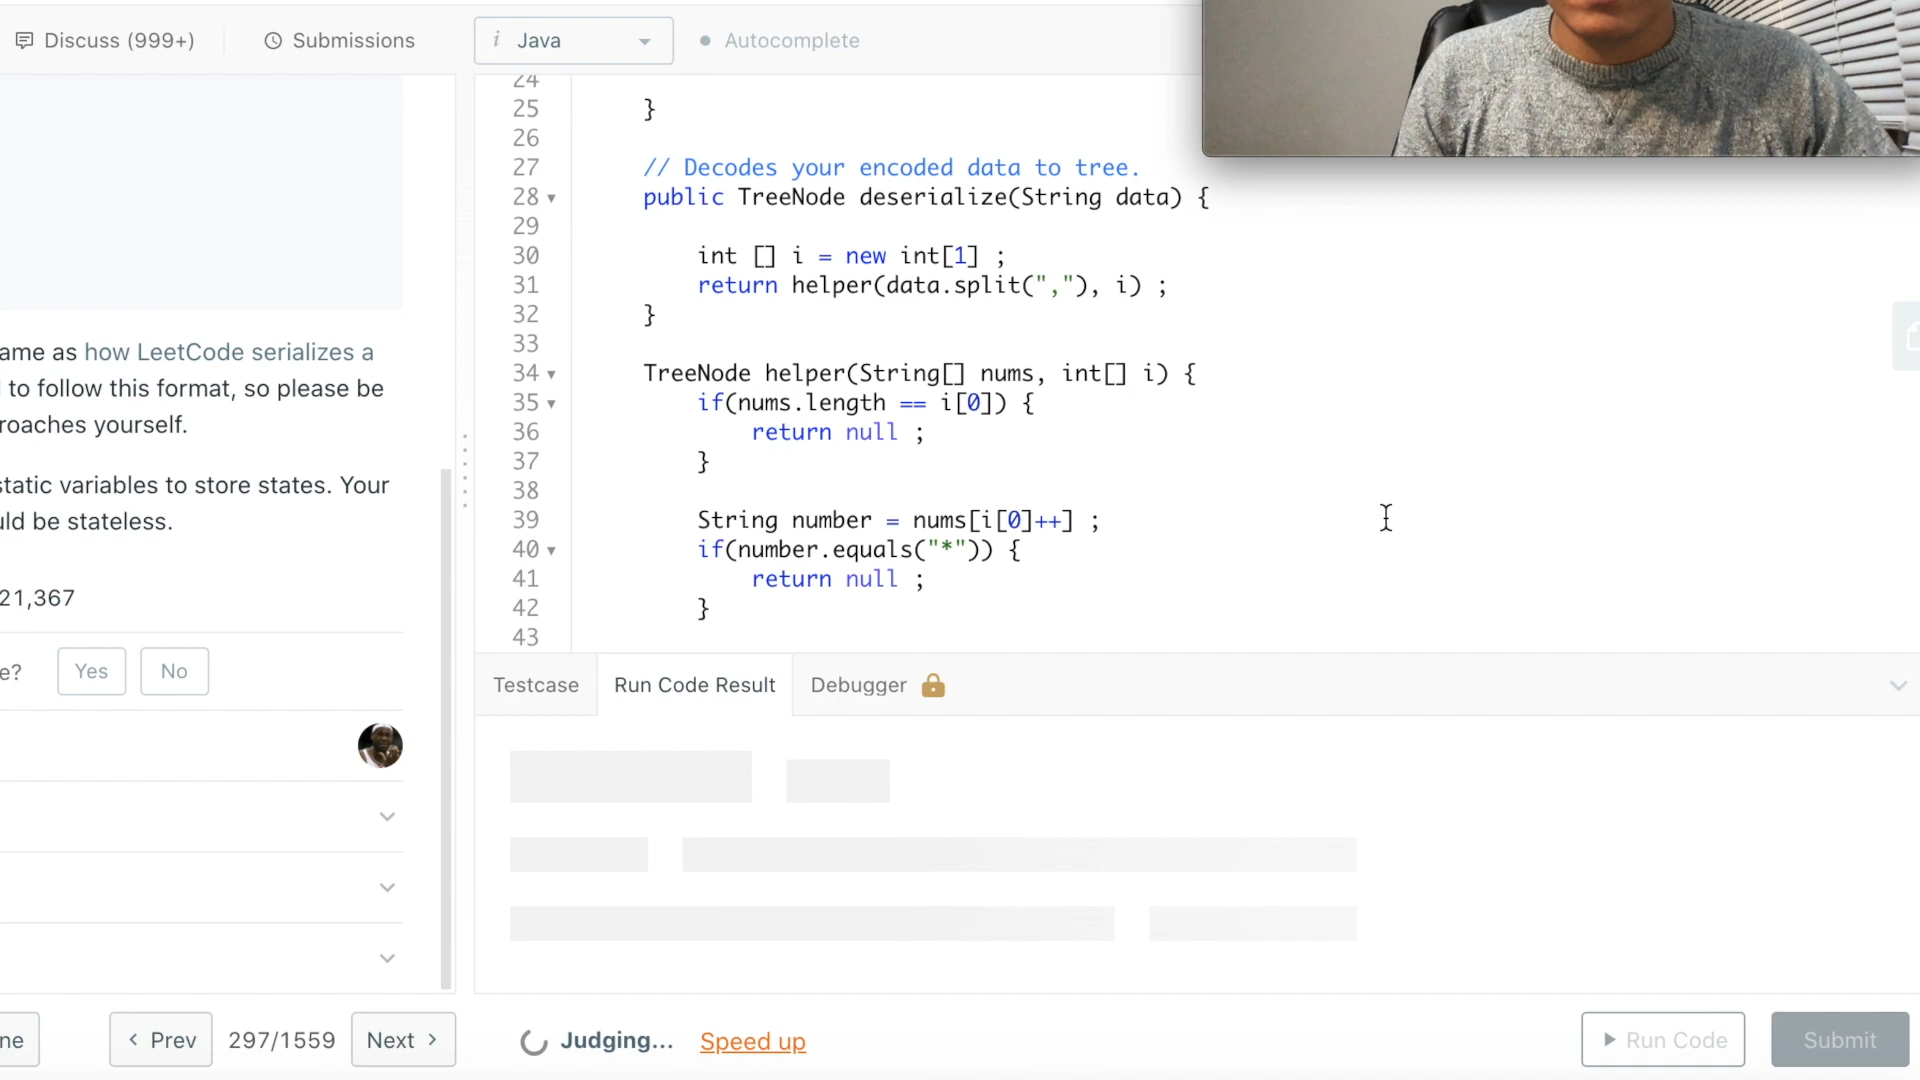 Discuss (999+)
Submissions
i Java
Autocomplete
24
25 }
26
27 // Decodes your encoded data to tree.
28 public TreeNode deserialize(String data) {
29
30 int [] i = new int[1] ;
31 return helper(data.split(","), i) ;
32 }
33
34 TreeNode helper(String[] nums, int[] i) {
35 if(nums.length == i[0]) {
36 return null ;
37 }
38
39 String number = nums[i[0]++] ;
40 if(number.equals("*")) {
41 return null ;
42 }
43
ame as how LeetCode serializes a
to follow this format, so please be
roaches yourself.
static variables to store states. Your
uld be stateless.
21,367
e? Yes No
Testcase
Run Code Result
Debugger
ne
Prev
297/1559
Next
Judging...
Speed up
Run Code
Submit